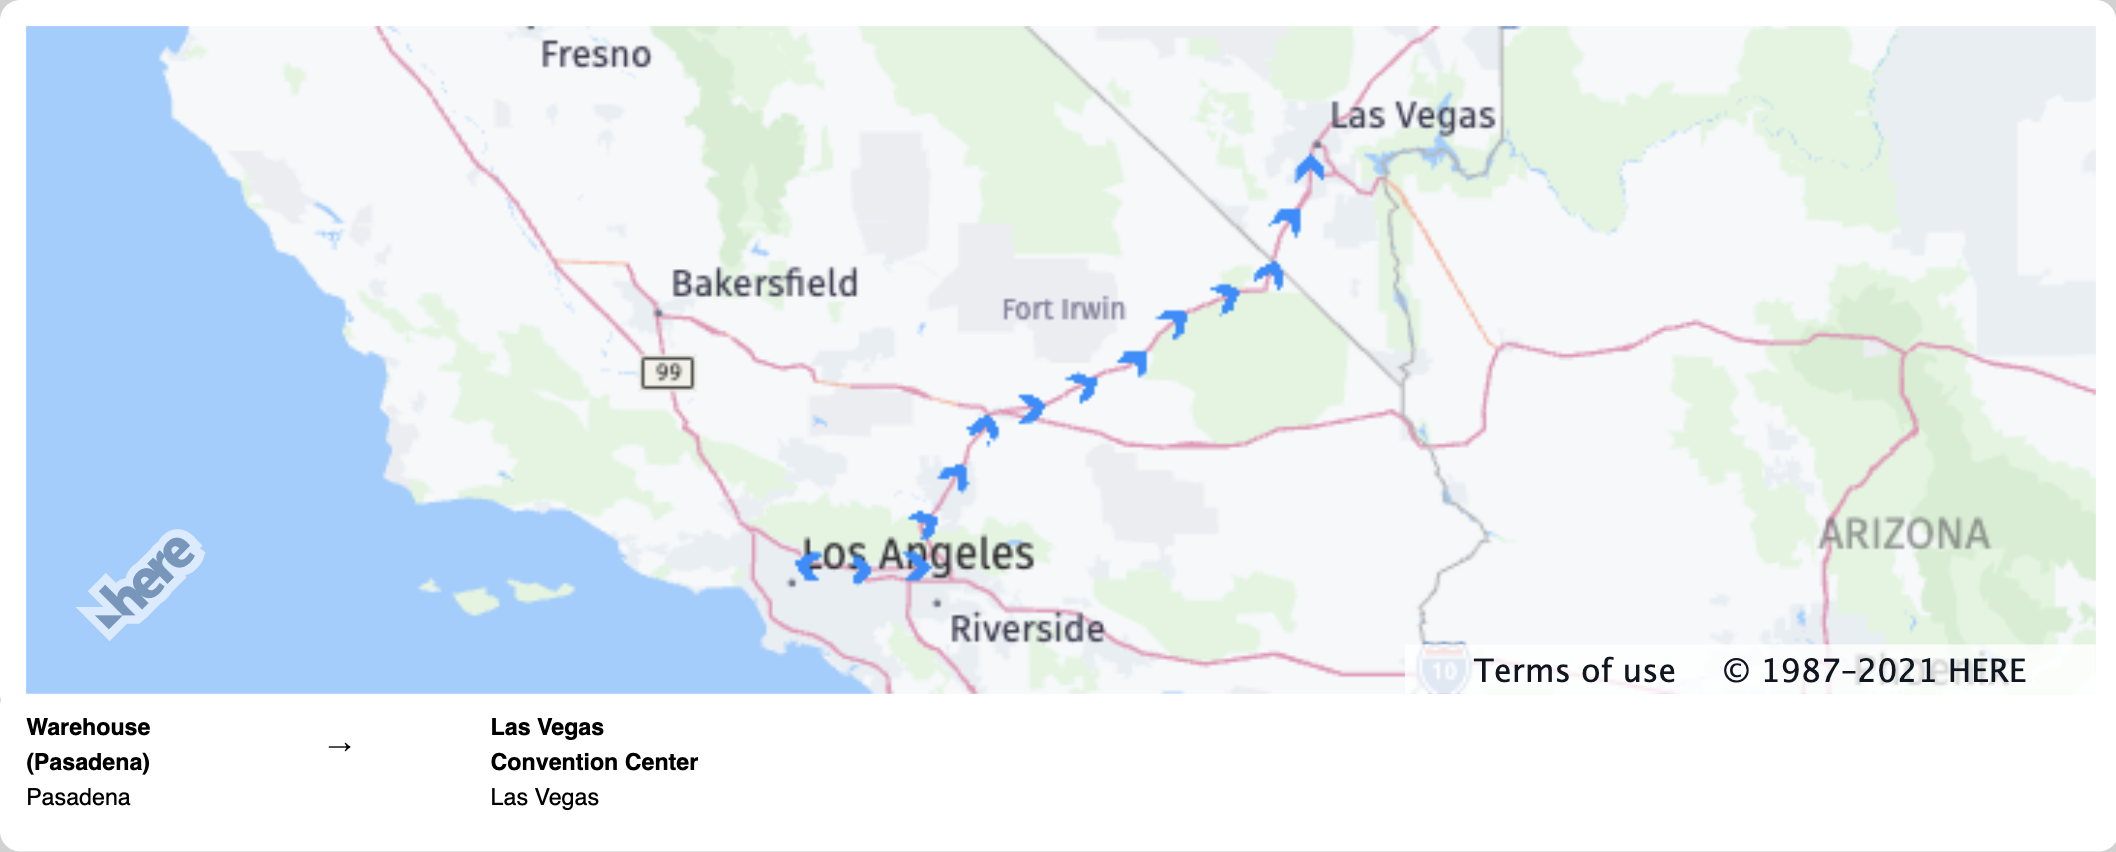 Fresno
Las Vegas
Bakersfield
Fort Irwin
99
Los Angeles
ARIZONA
Riverside
here
10
Terms of use © 1987–2021 HERE
Warehouse
(Pasadena)
Pasadena
→
Las Vegas
Convention Center
Las Vegas